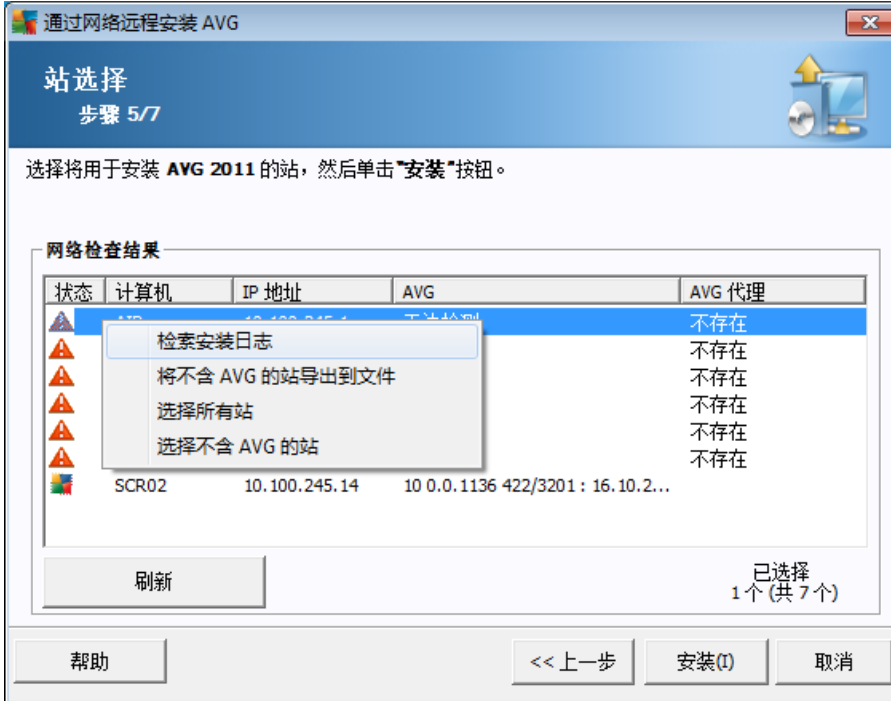 通过网络远程安装 AVG
站选择
步骤 5/7
选择将用于安装 AVG 2011 的站，然后单击"安装"按钮。
网络检查结果
状态 计算机 IP 地址 AVG AVG 代理
不存在
检索安装日志 不存在
将不含 AVG 的站导出到文件 不存在
选择所有站 不存在
选择不含 AVG 的站 不存在
不存在
SCR02 10.100.245.14 10 0.0.1136 422/3201 : 16.10.2...
刷新
已选择
1 个 (共 7 个)
帮助 << 上一步 安装(I) 取消